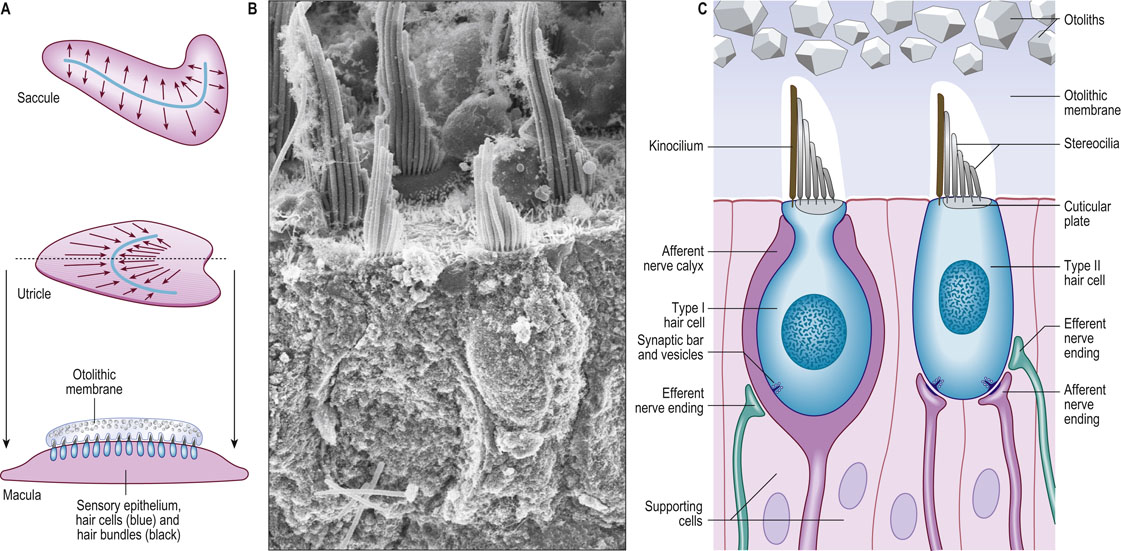 A
Saccule
Utricle
Otolithic
membrane
Macula
Sensory epithelium,
hair cells (blue) and
hair bundles (black)
B
C
Kinocilium
Afferent
nerve calyx
Type I
hair cell
Synaptic bar
and vesicles
Efferent
nerve ending
Supporting
cells
Otoliths
Otolithic
membrane
Stereocilia
Cuticular
plate
Type II
hair cell
Efferent
nerve
ending
Afferent
nerve
ending